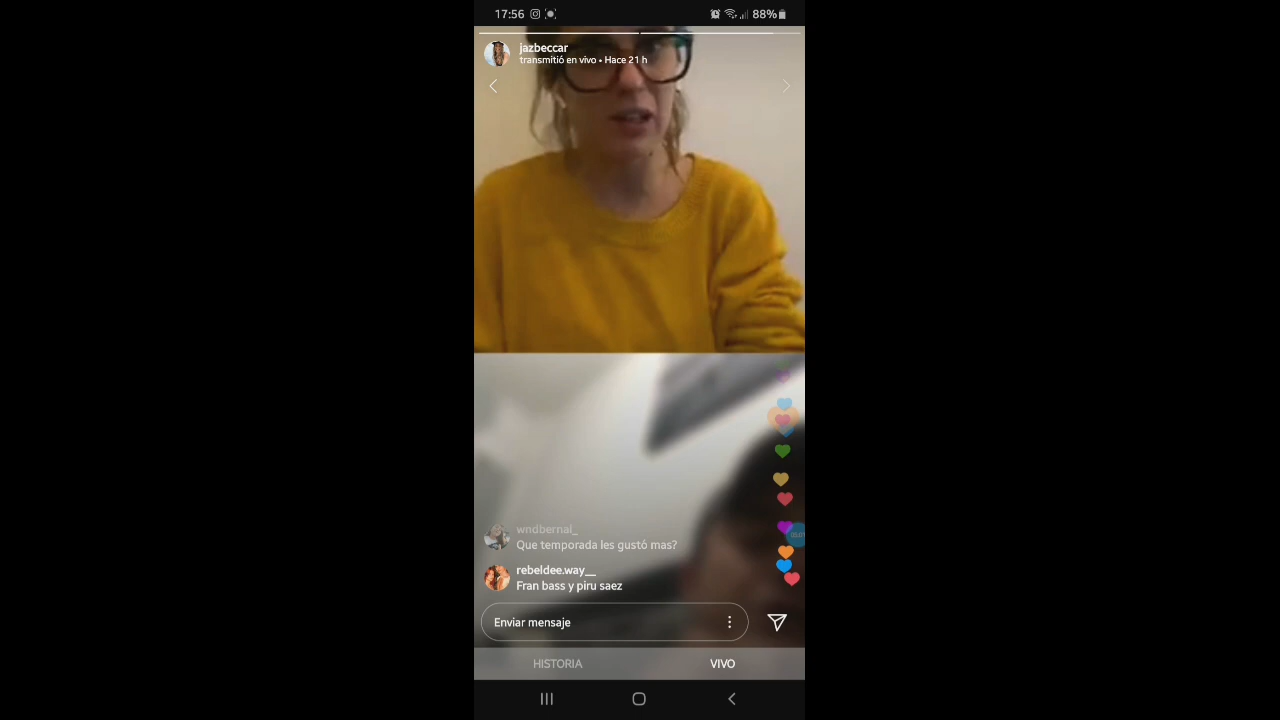 17:56
88%
jazbeccar
transmitió en vivo • Hace 21 h
wndbernal_
Que temporada les gustó mas?
rebeldee.way__
Fran bass y piru saez
Enviar mensaje
HISTORIA
VIVO